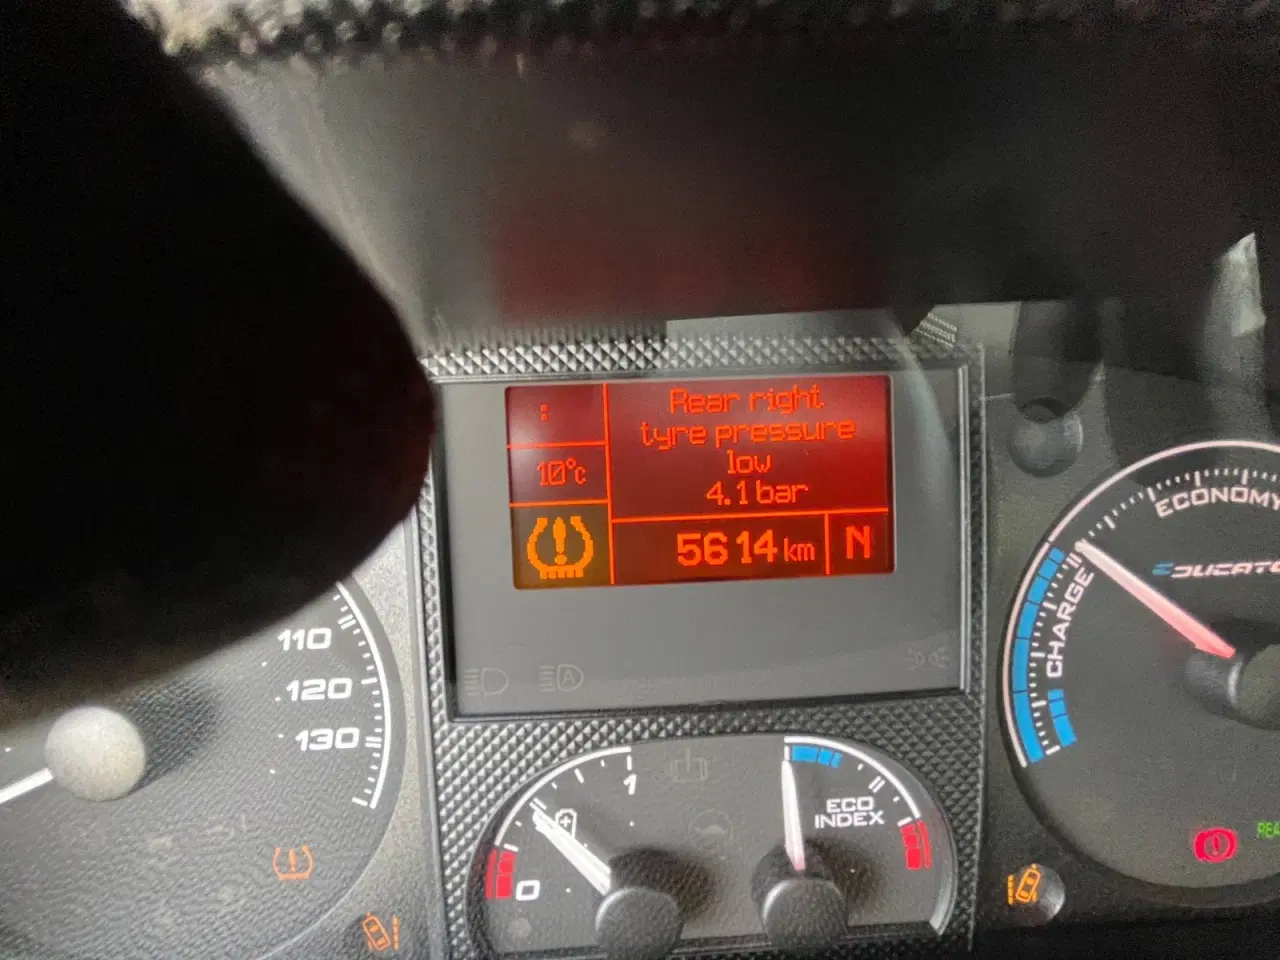 :
Rear right
tyre pressure
low
4.1 bar
10°C
5614 km
N
110
120
130
1
0
ECO
INDEX
ECONOMY
CHARGE